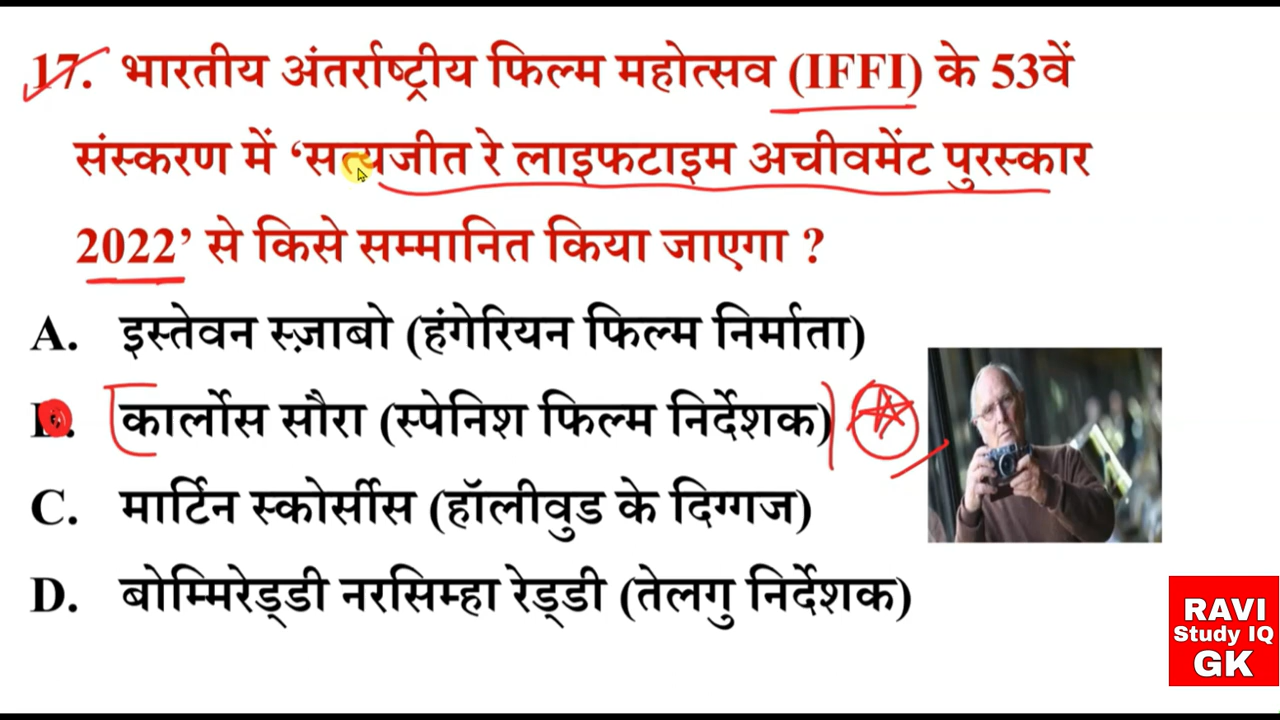 17. भारतीय अंतर्राष्ट्रीय फिल्म महोत्सव (IFFI) के 53वें
संस्करण में ‘सत्यजीत रे लाइफटाइम अचीवमेंट पुरस्कार
2022’ से किसे सम्मानित किया जाएगा ?
A. इस्तेवन स्ज़ाबो (हंगेरियन फिल्म निर्माता)
B. कार्लोस सौरा (स्पेनिश फिल्म निर्देशक)
C. मार्टिन स्कोर्सीस (हॉलीवुड के दिग्गज)
D. बोम्मिरेड्डी नरसिम्हा रेड्डी (तेलगु निर्देशक)
RAVI
Study IQ
GK